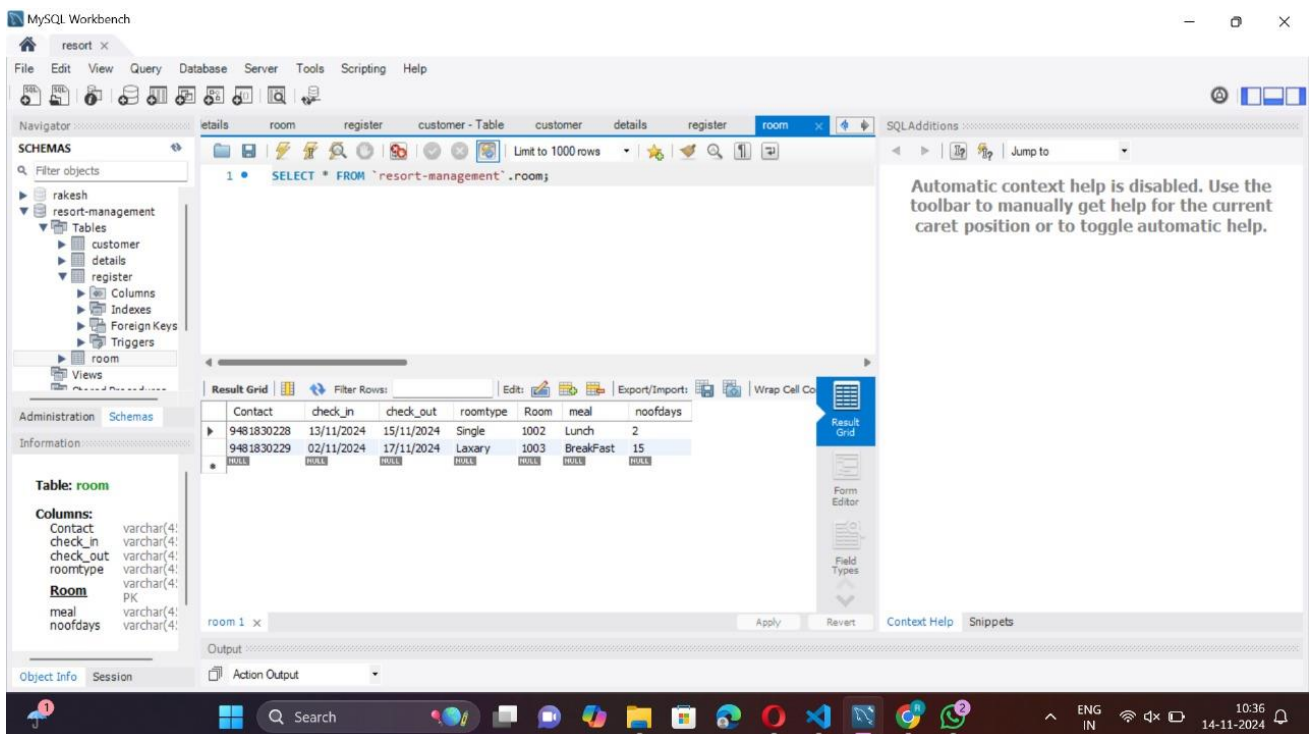 MySQL Workbench
resort ×
File Edit View Query Database Server Tools Scripting Help
Navigator
SCHEMAS
Filter objects
rakesh
resort-management
Tables
customer
details
register
Columns
Indexes
Foreign Keys
Triggers
room
Views
Administration Schemas
Information
Table: room
Columns:
Contact varchar(4
check_in varchar(4
check_out varchar(4
roomtype varchar(4
Room varchar(4
PK
meal varchar(4
noofdays varchar(4
Object Info Session
etails room register customer - Table customer details register room ×
Limit to 1000 rows
1 SELECT * FROM `resort-management`.room;
Result Grid Filter Rows: Edit: Export/Import: Wrap Cell Co
Contact check_in check_out roomtype Room meal noofdays
9481830228 13/11/2024 15/11/2024 Single 1002 Lunch 2
9481830229 02/11/2024 17/11/2024 Laxary 1003 BreakFast 15
NULL NULL NULL NULL NULL NULL NULL
Result
Grid
Form
Editor
Field
Types
room 1 × Apply Revert
Output
Action Output
SQLAdditions
Jump to
Automatic context help is disabled. Use the
toolbar to manually get help for the current
caret position or to toggle automatic help.
Context Help Snippets
1
Search
2
ENG
IN
10:36
14-11-2024